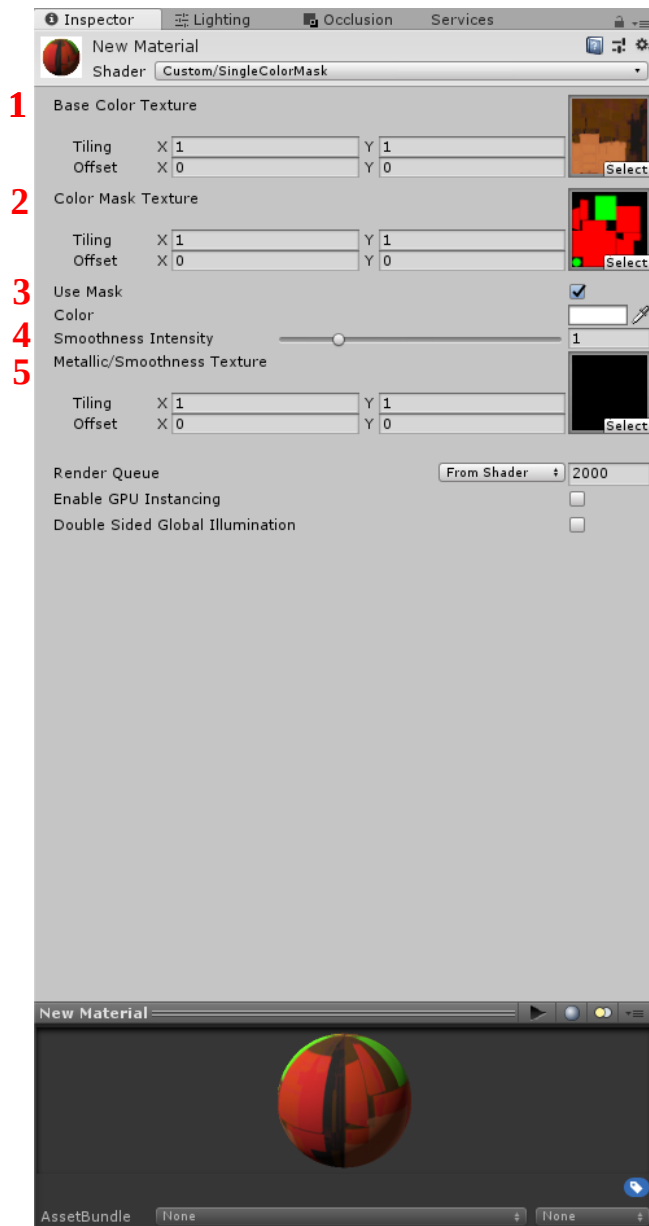 Inspector Lighting Occlusion Services
New Material
Shader Custom/SingleColorMask
1 Base Color Texture
Tiling X 1 Y 1
Offset X 0 Y 0
Select
2 Color Mask Texture
Tiling X 1 Y 1
Offset X 0 Y 0
Select
3 Use Mask
Color
4 Smoothness Intensity 1
5 Metallic/Smoothness Texture
Tiling X 1 Y 1
Offset X 0 Y 0
Select
Render Queue From Shader 2000
Enable GPU Instancing
Double Sided Global Illumination
New Material
AssetBundle None None